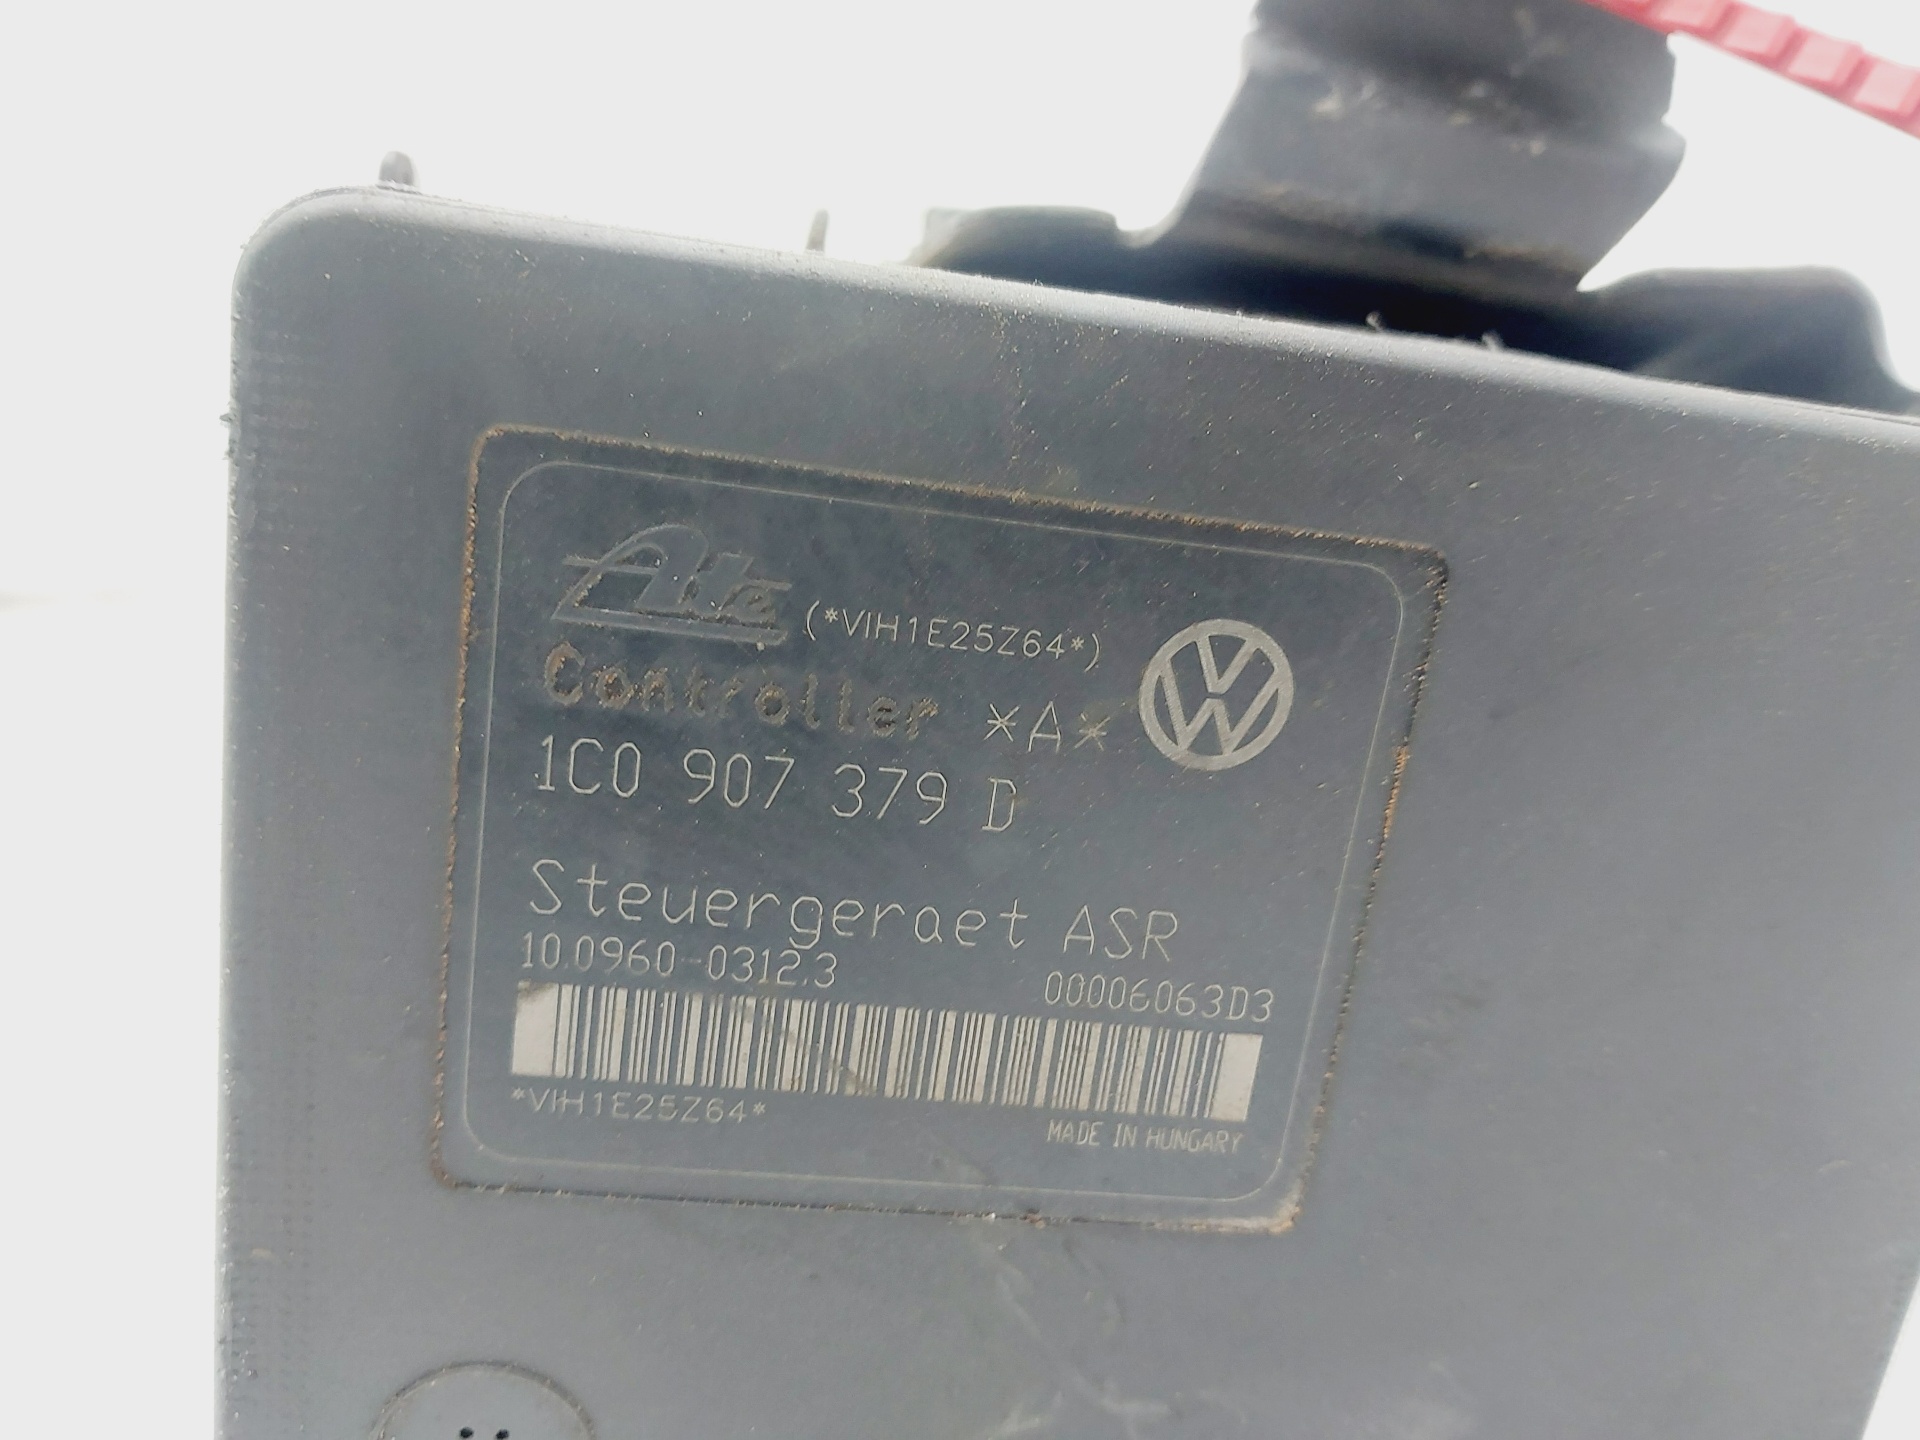 Ate (*VIH1E25Z64*)
Controller *A*
1C0 907 379 D
Steuergeraet ASR
10.0960-0312.3 00006063D3
*VIH1E25Z64*
MADE IN HUNGARY